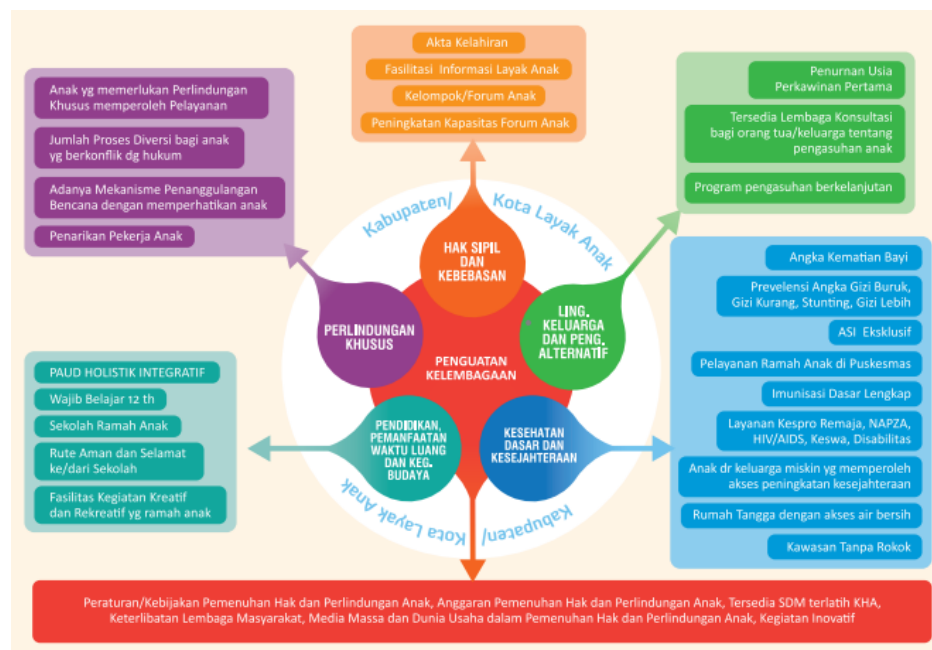 Akta Kelahiran
Fasilitasi Informasi Layak Anak
Kelompok/Forum Anak
Peningkatan Kapasitas Forum Anak
Anak yg memerlukan Perlindungan
Khusus memperoleh Pelayanan
Jumlah Proses Diversi bagi anak
yg berkonflik dg hukum
Adanya Mekanisme Penanggulangan
Bencana dengan memperhatikan anak
Penarikan Pekerja Anak
Penurnan Usia
Perkawinan Pertama
Tersedia Lembaga Konsultasi
bagi orang tua/keluarga tentang
pengasuhan anak
Program pengasuhan berkelanjutan
Kabupaten/ Kota Layak Anak
HAK SIPIL
DAN
KEBEBASAN
PERLINDUNGAN
KHUSUS
LING.
KELUARGA
DAN PENG.
ALTERNATIF
PENGUATAN
KELEMBAGAAN
PENDIDIKAN,
PEMANFAATAN
WAKTU LUANG
DAN KEG.
BUDAYA
KESEHATAN
DASAR DAN
KESEJAHTERAAN
Kabupaten/ Kota Layak Anak
Angka Kematian Bayi
Prevelensi Angka Gizi Buruk,
Gizi Kurang, Stunting, Gizi Lebih
ASI Eksklusif
Pelayanan Ramah Anak di Puskesmas
Imunisasi Dasar Lengkap
Layanan Kespro Remaja, NAPZA,
HIV/AIDS, Keswa, Disabilitas
Anak dr keluarga miskin yg memperoleh
akses peningkatan kesejahteraan
Rumah Tangga dengan akses air bersih
Kawasan Tanpa Rokok
PAUD HOLISTIK INTEGRATIF
Wajib Belajar 12 th
Sekolah Ramah Anak
Rute Aman dan Selamat
ke/dari Sekolah
Fasilitas Kegiatan Kreatif
dan Rekreatif yg ramah anak
Peraturan/Kebijakan Pemenuhan Hak dan Perlindungan Anak, Anggaran Pemenuhan Hak dan Perlindungan Anak, Tersedia SDM terlatih KHA,
Keterlibatan Lembaga Masyarakat, Media Massa dan Dunia Usaha dalam Pemenuhan Hak dan Perlindungan Anak, Kegiatan Inovatif